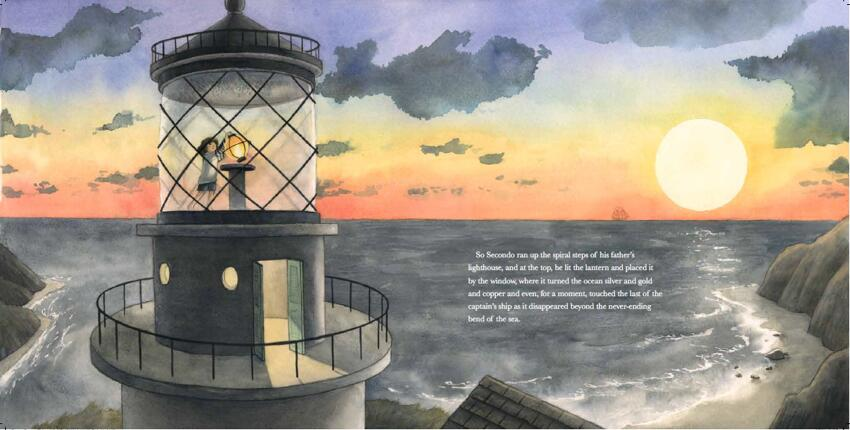 So Secondo ran up the spiral steps of his father's
lighthouse, and at the top, he lit the lantern and placed it
by the window, where it turned the ocean silver and gold
and copper and even, for a moment, touched the last of the
captain's ship as it disappeared beyond the never-ending
bend of the sea.